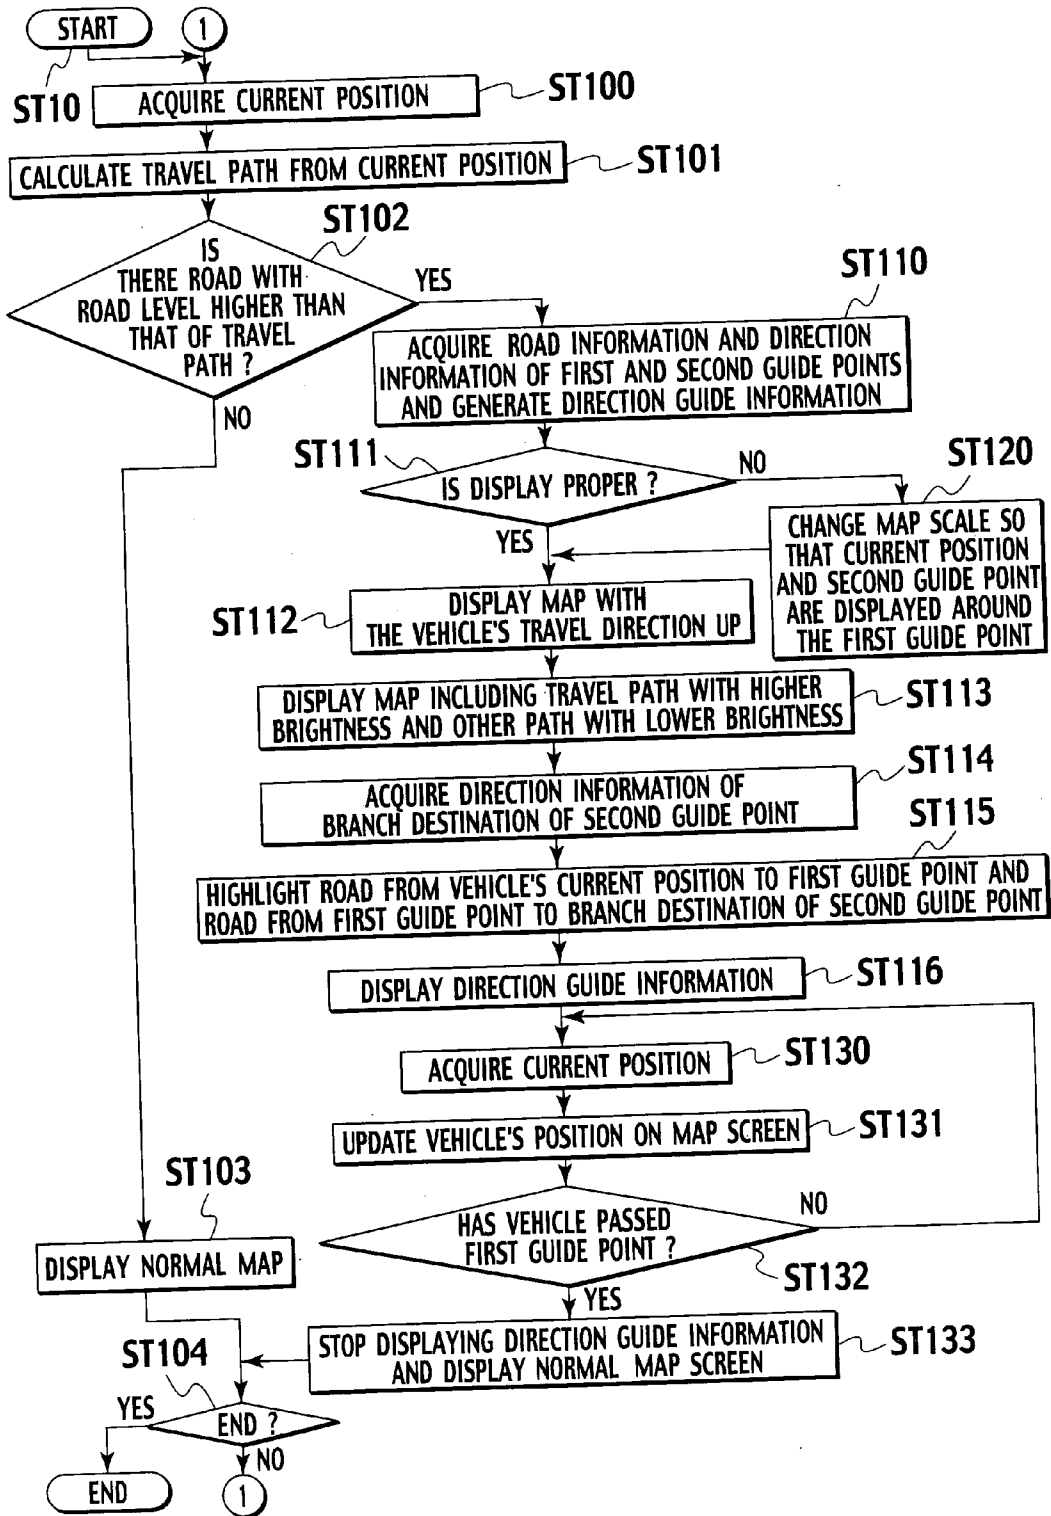 START
1
ST10
ACQUIRE CURRENT POSITION
ST100
CALCULATE TRAVEL PATH FROM CURRENT POSITION
ST101
ST102
IS
THERE ROAD WITH
ROAD LEVEL HIGHER THAN
THAT OF TRAVEL
PATH ?
YES
NO
ST110
ACQUIRE ROAD INFORMATION AND DIRECTION
INFORMATION OF FIRST AND SECOND GUIDE POINTS
AND GENERATE DIRECTION GUIDE INFORMATION
ST111
IS DISPLAY PROPER ?
NO
YES
ST120
CHANGE MAP SCALE SO
THAT CURRENT POSITION
AND SECOND GUIDE POINT
ARE DISPLAYED AROUND
THE FIRST GUIDE POINT
ST112
DISPLAY MAP WITH
THE VEHICLE'S TRAVEL DIRECTION UP
DISPLAY MAP INCLUDING TRAVEL PATH WITH HIGHER
BRIGHTNESS AND OTHER PATH WITH LOWER BRIGHTNESS
ST113
ACQUIRE DIRECTION INFORMATION OF
BRANCH DESTINATION OF SECOND GUIDE POINT
ST114
ST115
HIGHLIGHT ROAD FROM VEHICLE'S CURRENT POSITION TO FIRST GUIDE POINT AND
ROAD FROM FIRST GUIDE POINT TO BRANCH DESTINATION OF SECOND GUIDE POINT
DISPLAY DIRECTION GUIDE INFORMATION
ST116
ACQUIRE CURRENT POSITION
ST130
UPDATE VEHICLE'S POSITION ON MAP SCREEN
ST131
HAS VEHICLE PASSED
FIRST GUIDE POINT ?
NO
ST132
YES
ST103
DISPLAY NORMAL MAP
STOP DISPLAYING DIRECTION GUIDE INFORMATION
AND DISPLAY NORMAL MAP SCREEN
ST133
ST104
END ?
YES
NO
END
1